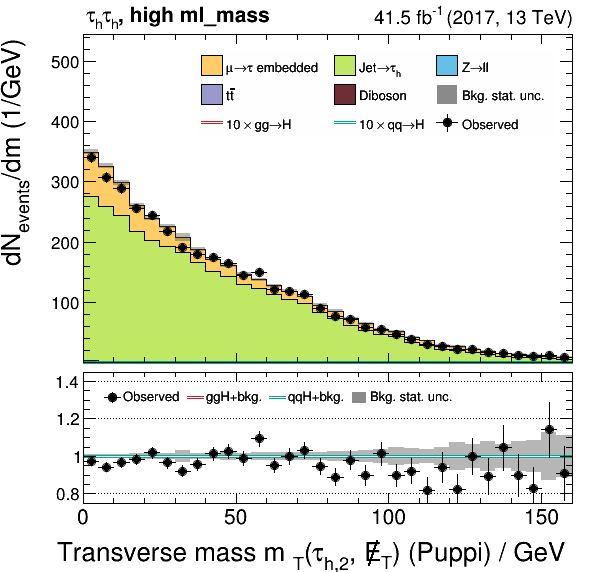 τhτh, high ml_mass 41.5 fb⁻¹ (2017, 13 TeV)
μ→τ embedded Jet→τh Z→ll
tt̅ Diboson Bkg. stat. unc.
10 × gg→H 10 × qq→H Observed
dNevents/dm (1/GeV)
500
400
300
200
100
Observed ggH+bkg. qqH+bkg. Bkg. stat. unc.
1.4
1.2
1
0.8
0 50 100 150
Transverse mass m T(τh,2, E̸T) (Puppi) / GeV